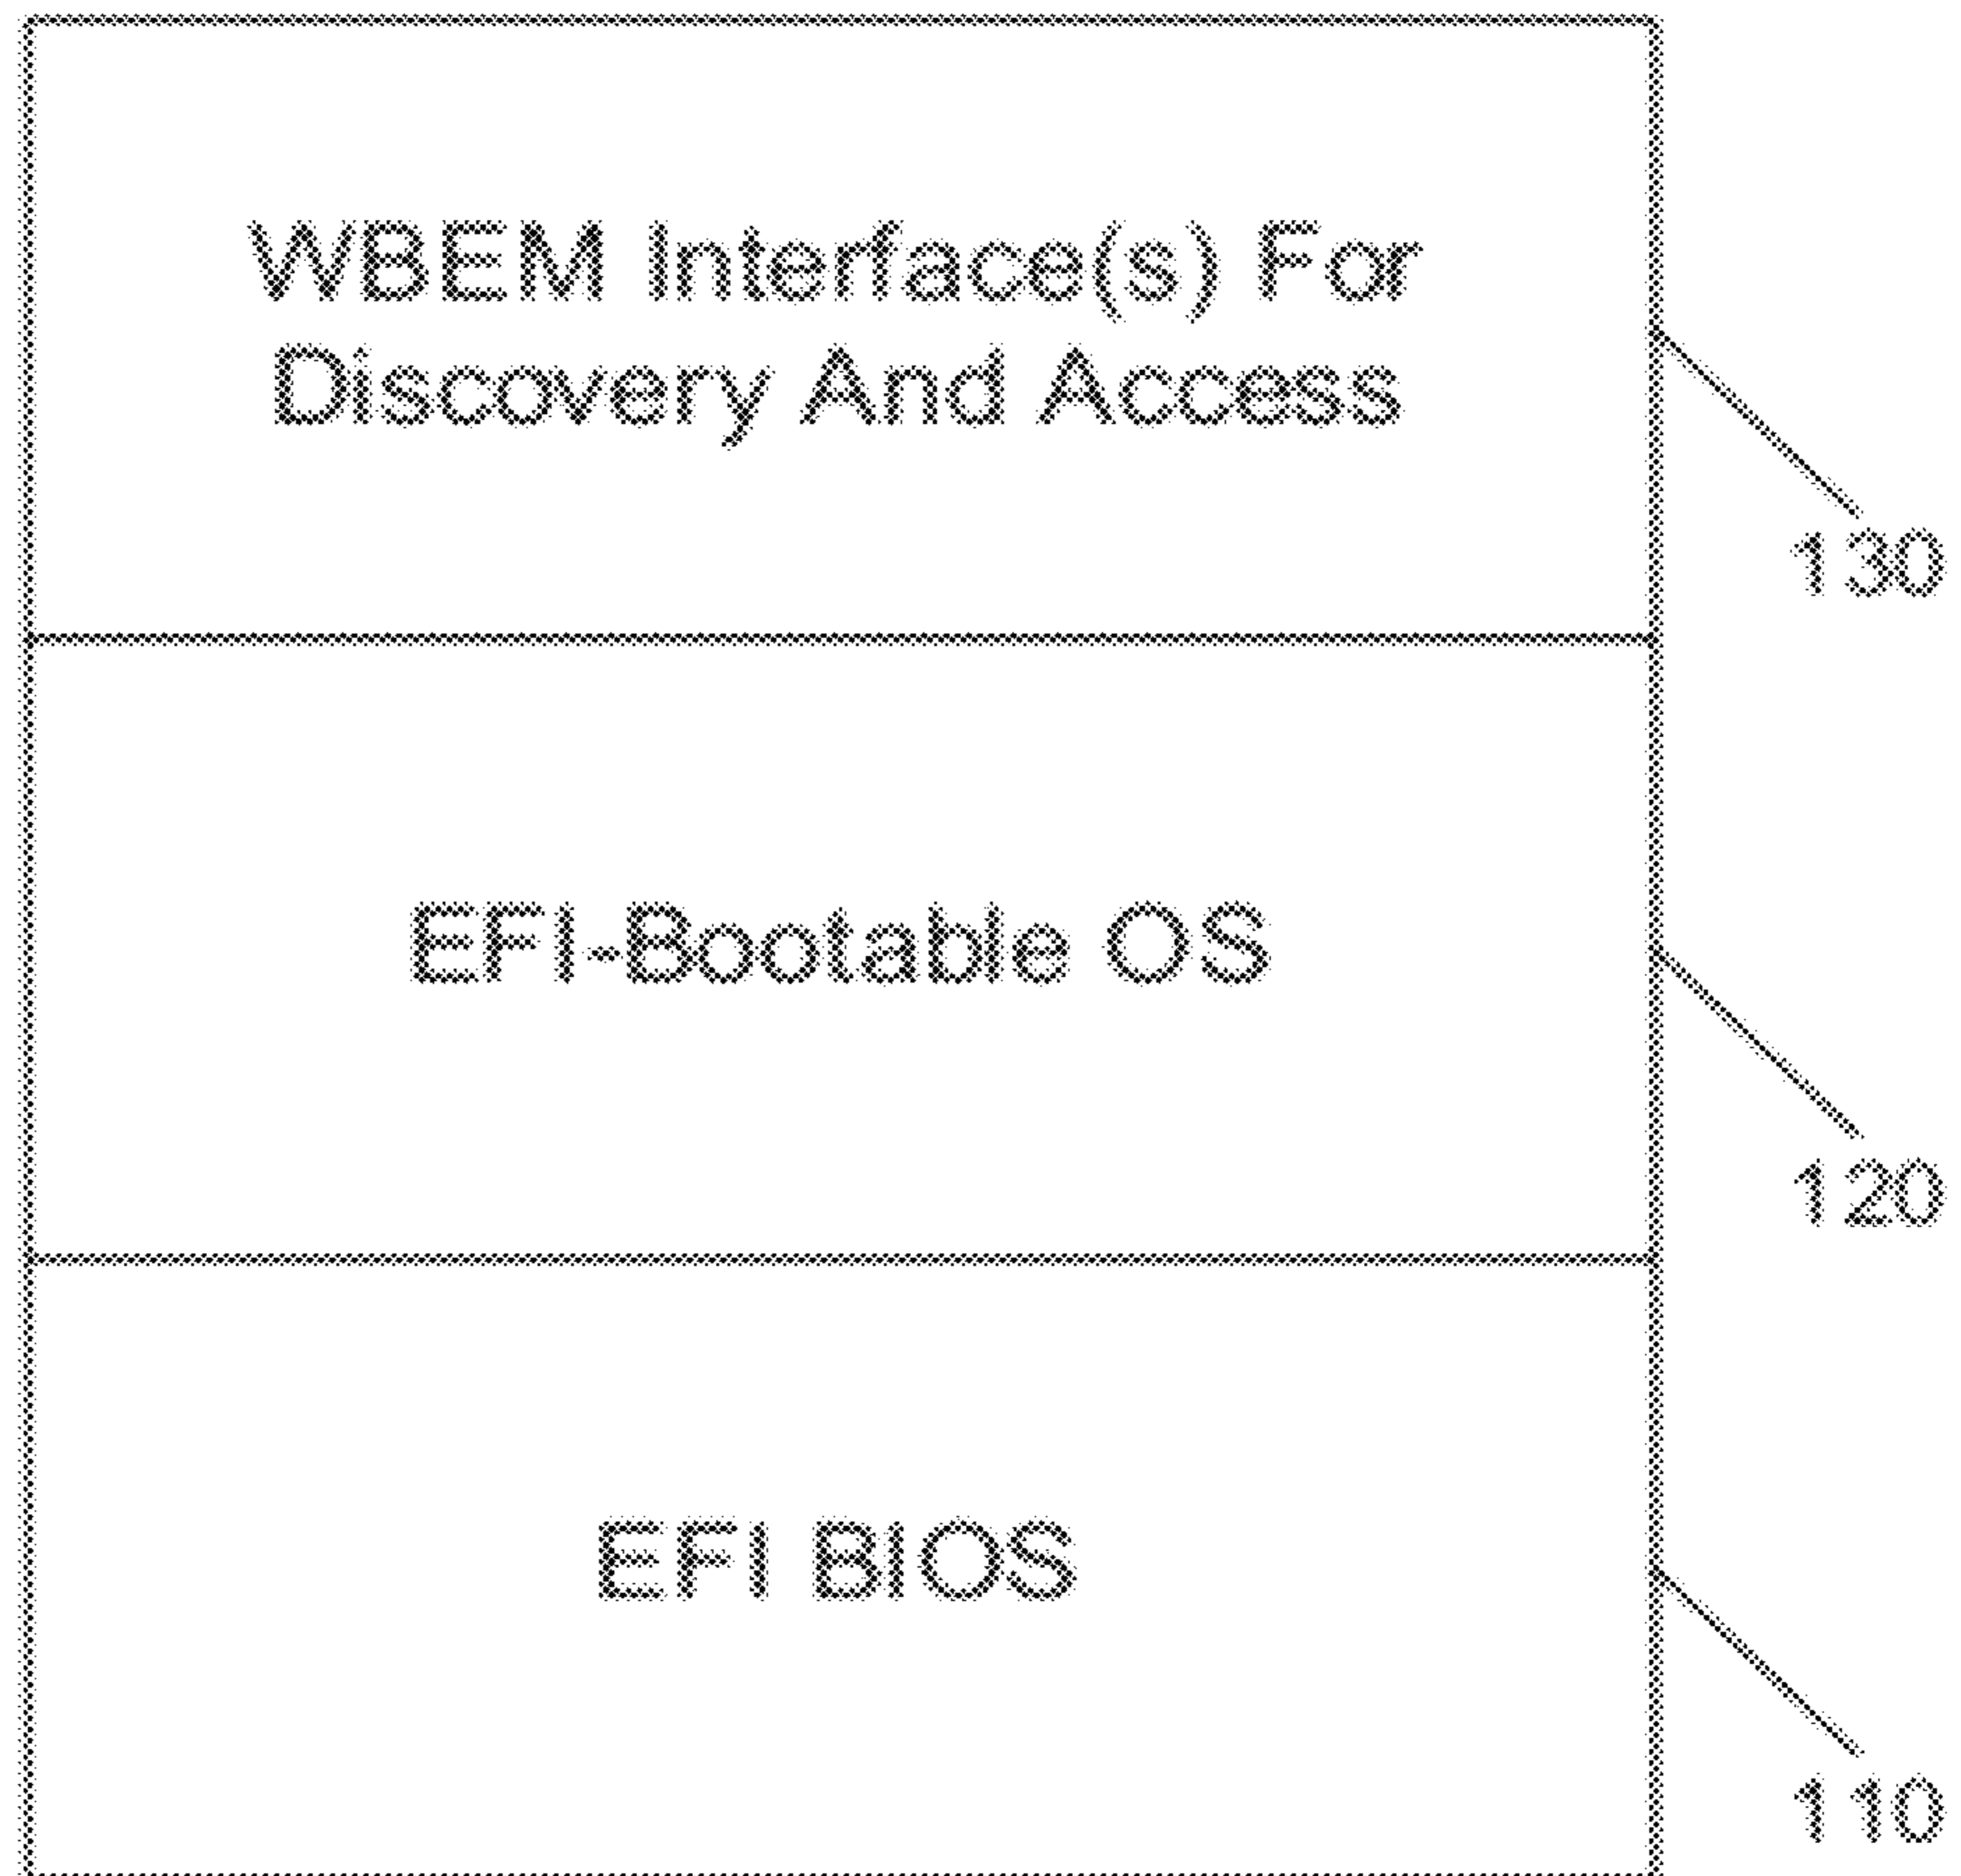 WBEM Interface(s) For
Discovery And Access
130
EFI-Bootable OS
120
EFI BIOS
110